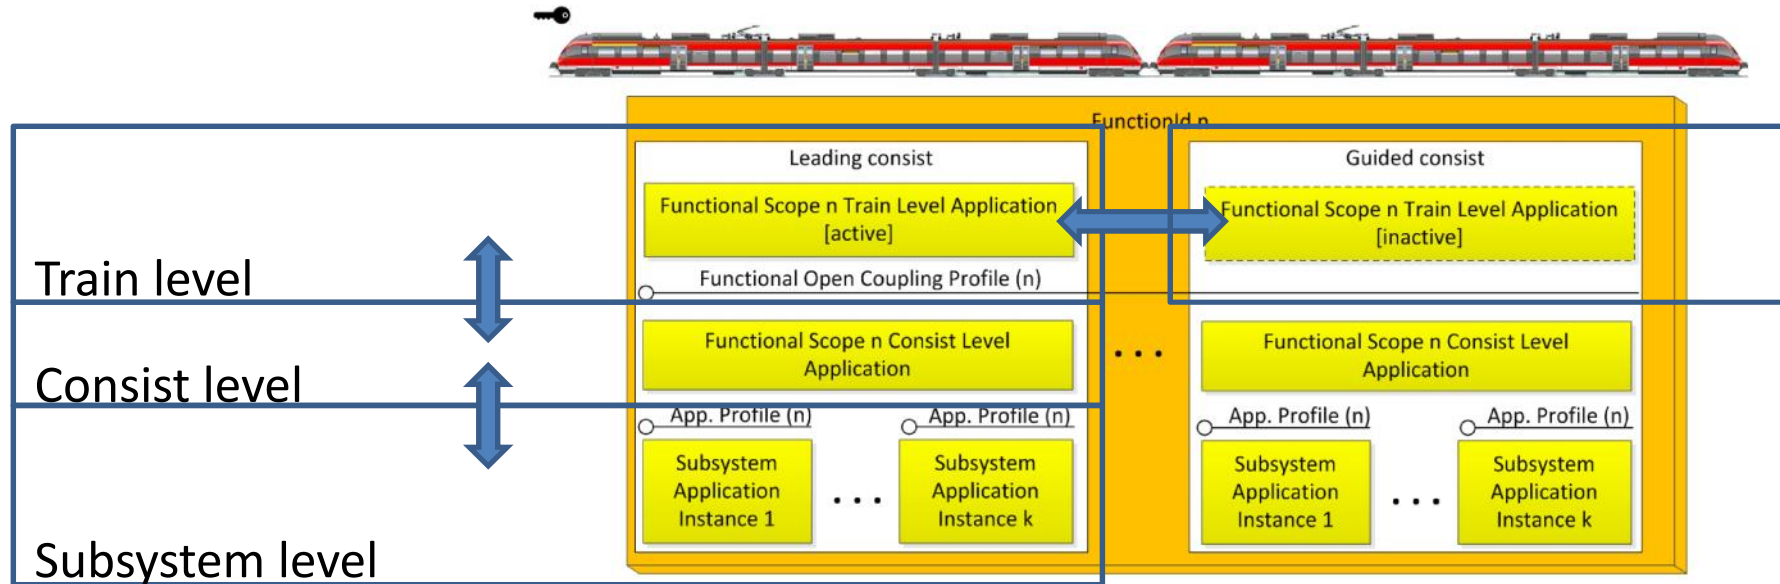 FunctionId n
Leading consist
Guided consist
Functional Scope n Train Level Application
[active]
Functional Scope n Train Level Application
[inactive]
Train level
Functional Open Coupling Profile (n)
Functional Scope n Consist Level
Application
Functional Scope n Consist Level
Application
Consist level
App. Profile (n)
App. Profile (n)
App. Profile (n)
App. Profile (n)
Subsystem
Application
Instance 1
. . .
Subsystem
Application
Instance k
Subsystem
Application
Instance 1
. . .
Subsystem
Application
Instance k
Subsystem level